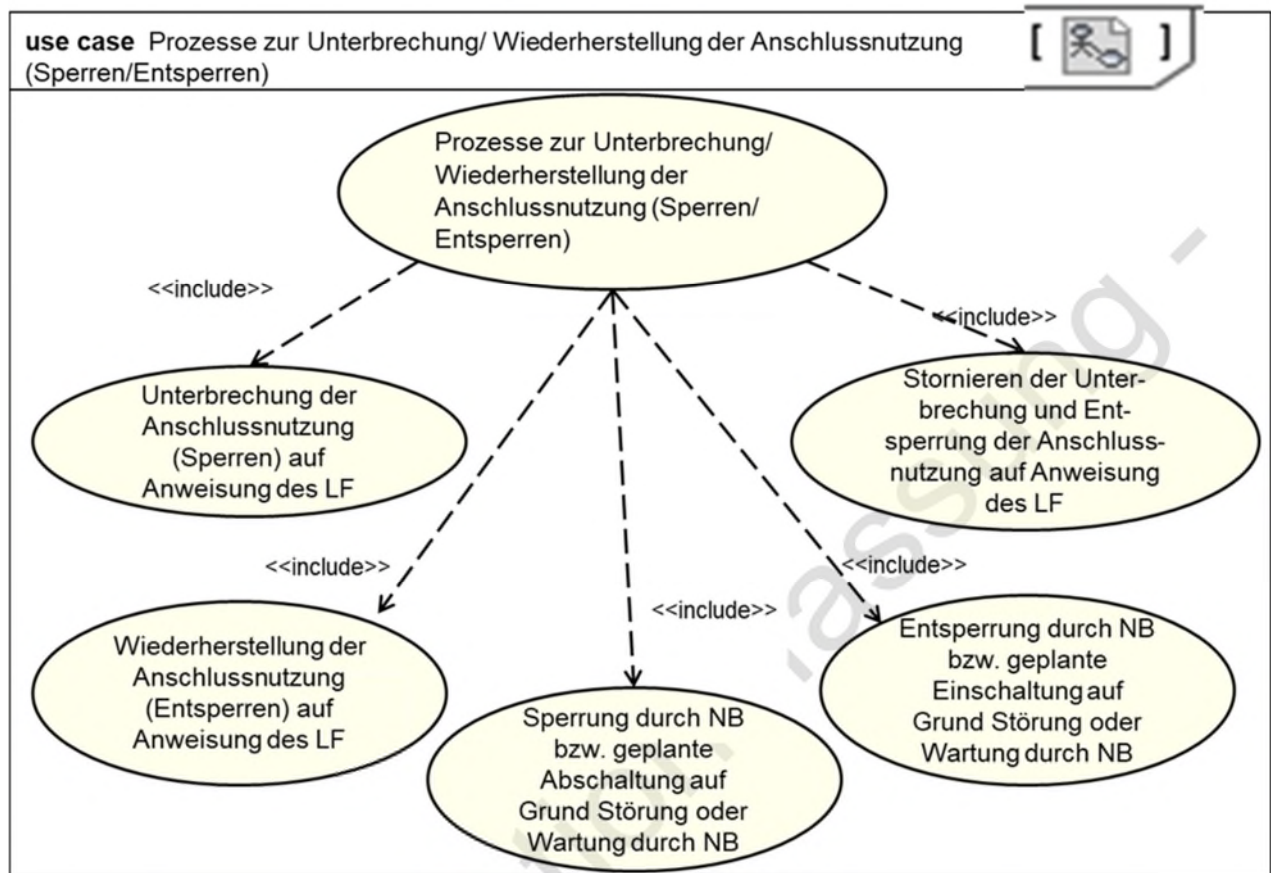 use case Prozesse zur Unterbrechung/ Wiederherstellung der Anschlussnutzung
(Sperren/Entsperren)
[ ]
Prozesse zur Unterbrechung/
Wiederherstellung der
Anschlussnutzung (Sperren/
Entsperren)
<<include>>
<<include>>
Unterbrechung der
Anschlussnutzung
(Sperren) auf
Anweisung des LF
Stornieren der Unter-
brechung und Ent-
sperrung der Anschluss-
nutzung auf Anweisung
des LF
<<include>>
<<include>>
<<include>>
Wiederherstellung der
Anschlussnutzung
(Entsperren) auf
Anweisung des LF
Sperrung durch NB
bzw. geplante
Abschaltung auf
Grund Störung oder
Wartung durch NB
Entsperrung durch NB
bzw. geplante
Einschaltung auf
Grund Störung oder
Wartung durch NB